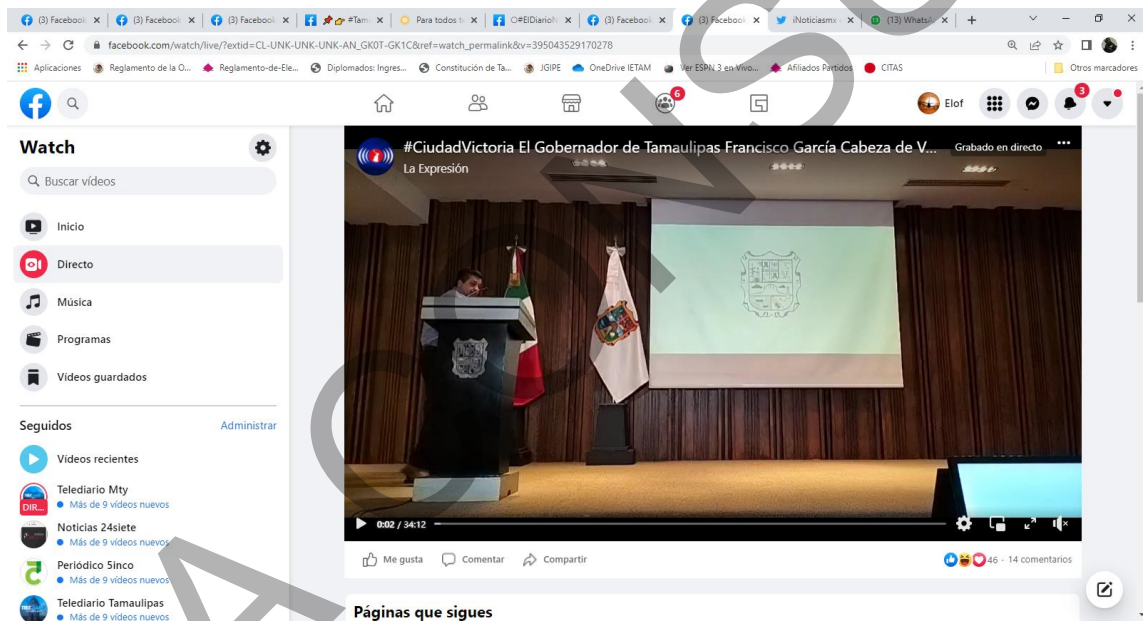 (3) Facebook
(3) Facebook
(3) Facebook
Para todos
(3) Facebook
(3) Facebook
iNoticiasmx
facebook.com/watch/live/?extid=CL-UNK-UNK-UNK-AN_GK0T-GK1C&ref=watch_permalink&v=395043529170278
Aplicaciones Reglamento de la O... Reglamento-de-Ele... Diplomados: Ingres... Constitución de Ta... JGIPE OneDrive IETAM Ver ESPN 3 en Vivo... Afiliados Partidos CITAS Otros marcadores
6
Elof
3
Watch
Buscar vídeos
Inicio
Directo
Música
Programas
Vídeos guardados
Seguidos Administrar
Vídeos recientes
Telediario Mty
DIR...
Más de 9 vídeos nuevos
Noticias 24siete
Más de 9 vídeos nuevos
Periódico 5inco
Más de 9 vídeos nuevos
Telediario Tamaulipas
Más de 9 vídeos nuevos
#CiudadVictoria El Gobernador de Tamaulipas Francisco García Cabeza de V... Grabado en directo
La Expresión
0:02 / 34:12
Me gusta Comentar Compartir 46 · 14 comentarios
Páginas que sigues